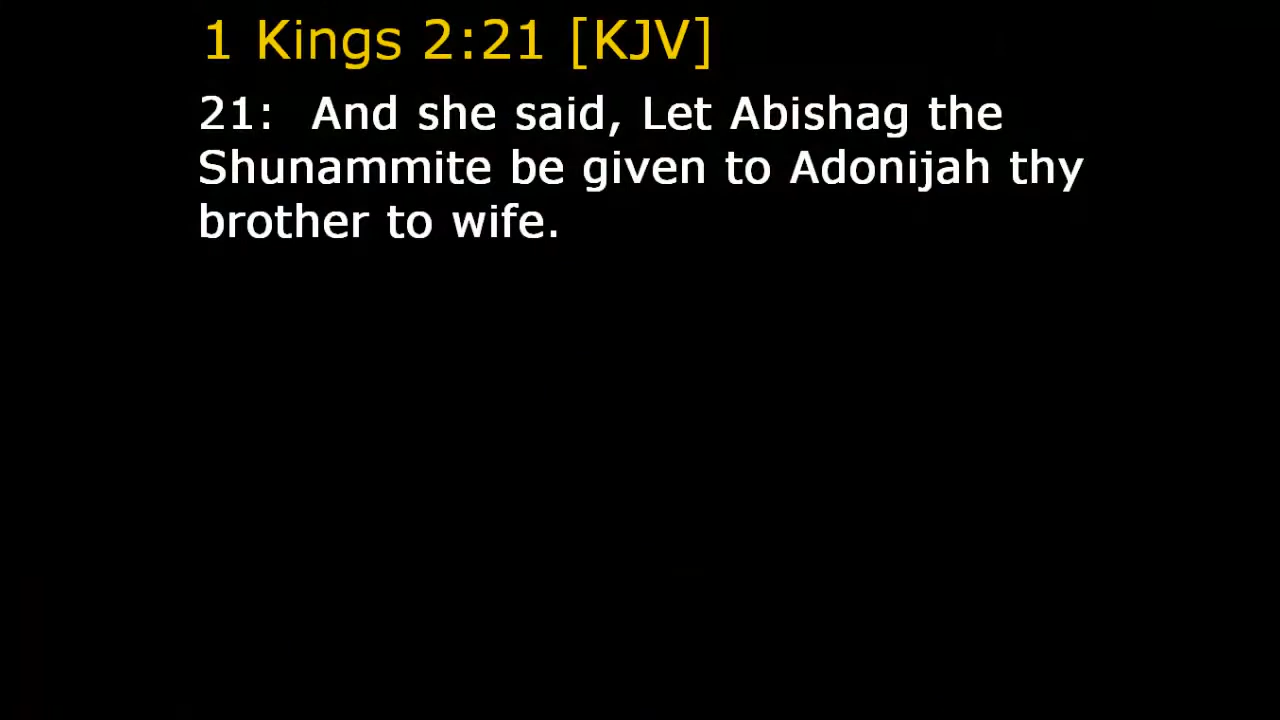 1 Kings 2:21 [KJV]
21:  And she said, Let Abishag the
Shunammite be given to Adonijah thy
brother to wife.